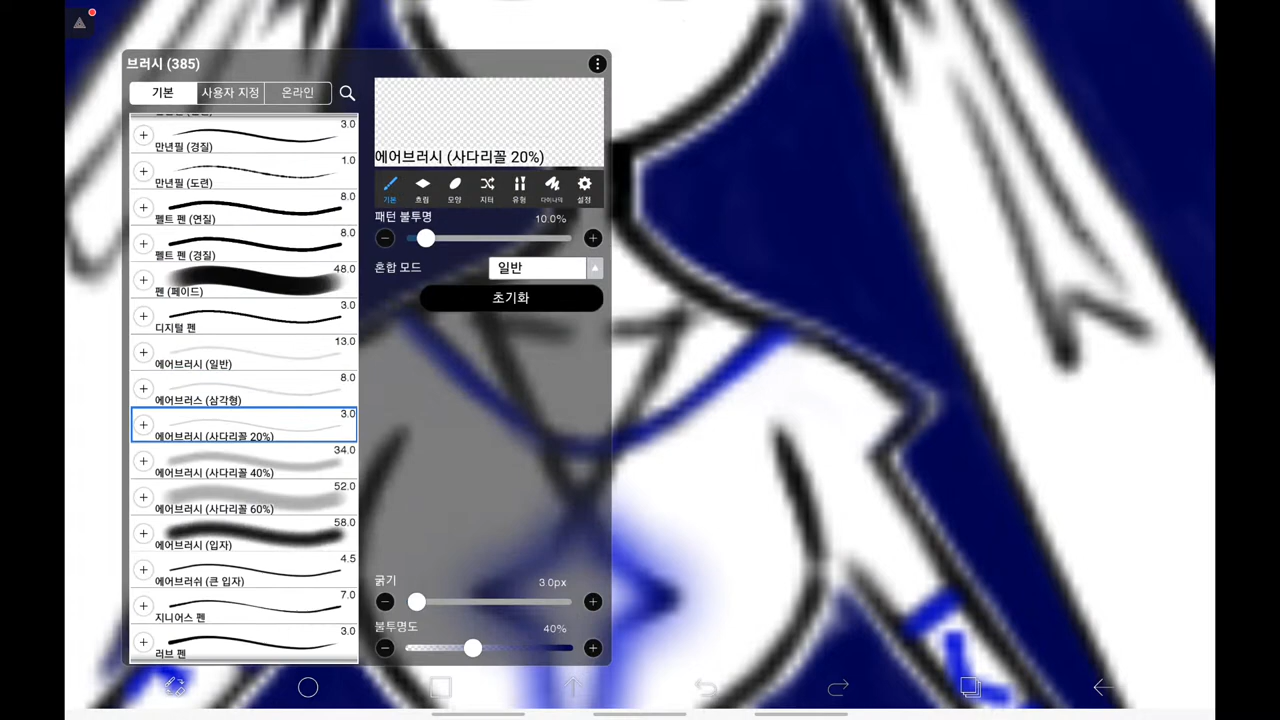 브러시 (385)
기본 사용자 지정 온라인
3.0
만년필 (경질)
1.0
만년필 (도련)
8.0
펠트 펜 (연질)
8.0
펠트 펜 (경질)
48.0
펜 (페이드)
3.0
디지털 펜
13.0
에어브러시 (일반)
8.0
에어브러스 (삼각형)
3.0
에어브러시 (사다리꼴 20%)
34.0
에어브러시 (사다리꼴 40%)
52.0
에어브러시 (사다리꼴 60%)
58.0
에어브러시 (입자)
4.5
에어브러쉬 (큰 입자)
7.0
지니어스 펜
3.0
러브 펜
에어브러시 (사다리꼴 20%)
기본 흐림 모양 지터 유형 다이나믹 설정
패턴 불투명
10.0%
혼합 모드 일반
초기화
굵기 3.0px
불투명도 40%